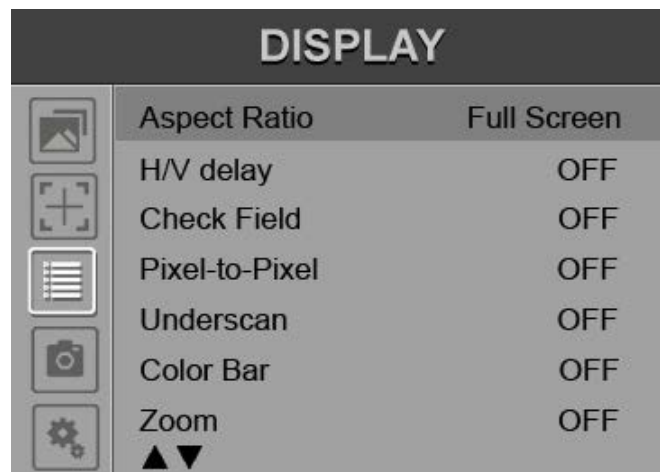 DISPLAY
Aspect Ratio Full Screen
H/V delay OFF
Check Field OFF
Pixel-to-Pixel OFF
Underscan OFF
Color Bar OFF
Zoom OFF